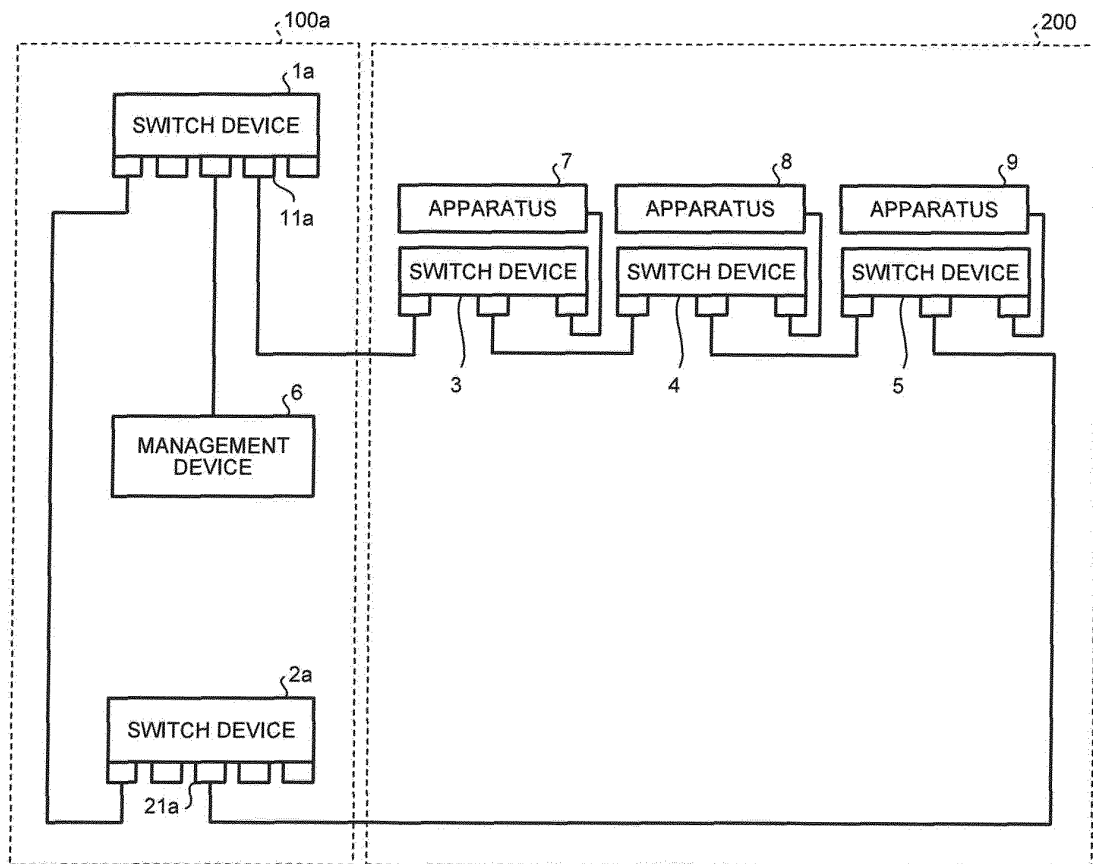 100a
200
1a
SWITCH DEVICE
11a
7
8
9
APPARATUS
APPARATUS
APPARATUS
SWITCH DEVICE
SWITCH DEVICE
SWITCH DEVICE
3
4
5
6
MANAGEMENT
DEVICE
2a
SWITCH DEVICE
21a